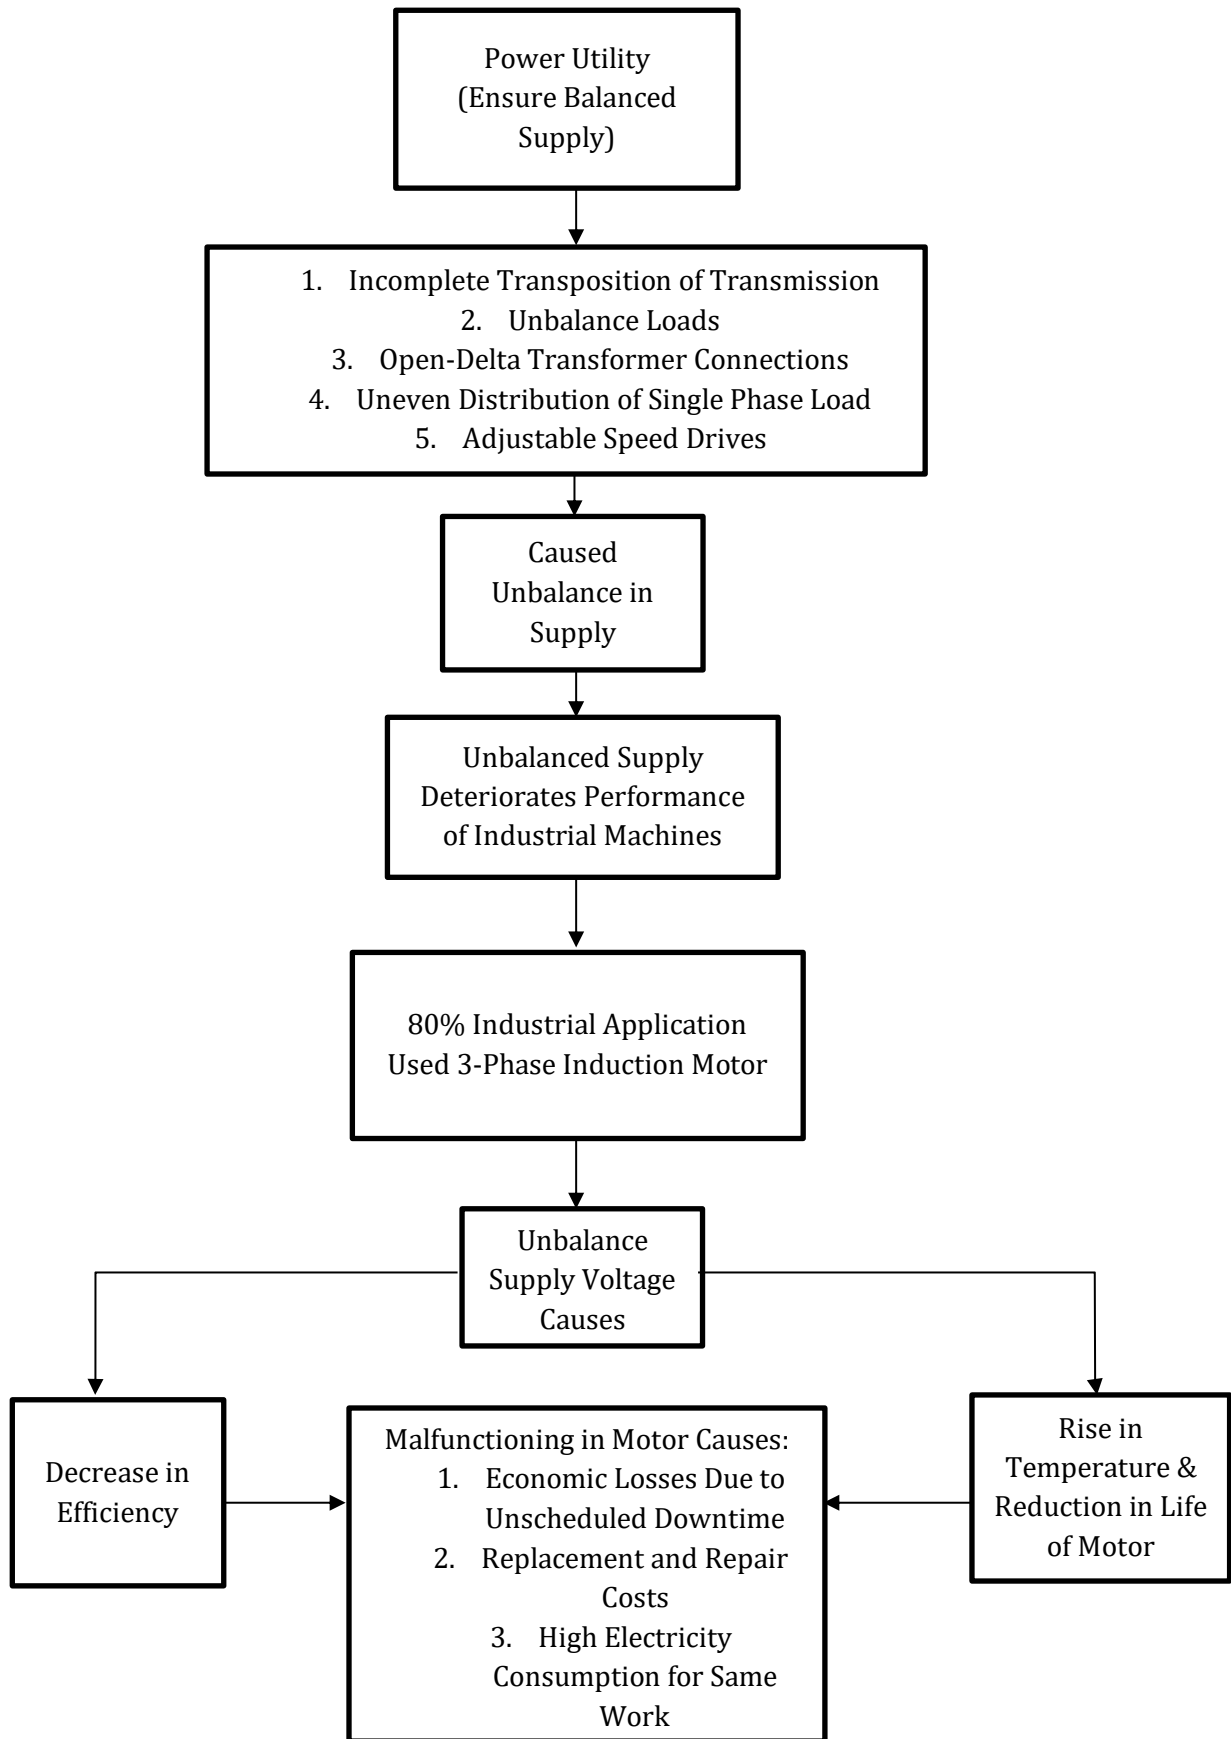 Power Utility
(Ensure Balanced
Supply)
1. Incomplete Transposition of Transmission
2. Unbalance Loads
3. Open-Delta Transformer Connections
4. Uneven Distribution of Single Phase Load
5. Adjustable Speed Drives
Caused
Unbalance in
Supply
Unbalanced Supply
Deteriorates Performance
of Industrial Machines
80% Industrial Application
Used 3-Phase Induction Motor
Unbalance
Supply Voltage
Causes
Decrease in
Efficiency
Malfunctioning in Motor Causes:
1. Economic Losses Due to
Unscheduled Downtime
2. Replacement and Repair
Costs
3. High Electricity
Consumption for Same
Work
Rise in
Temperature &
Reduction in Life
of Motor